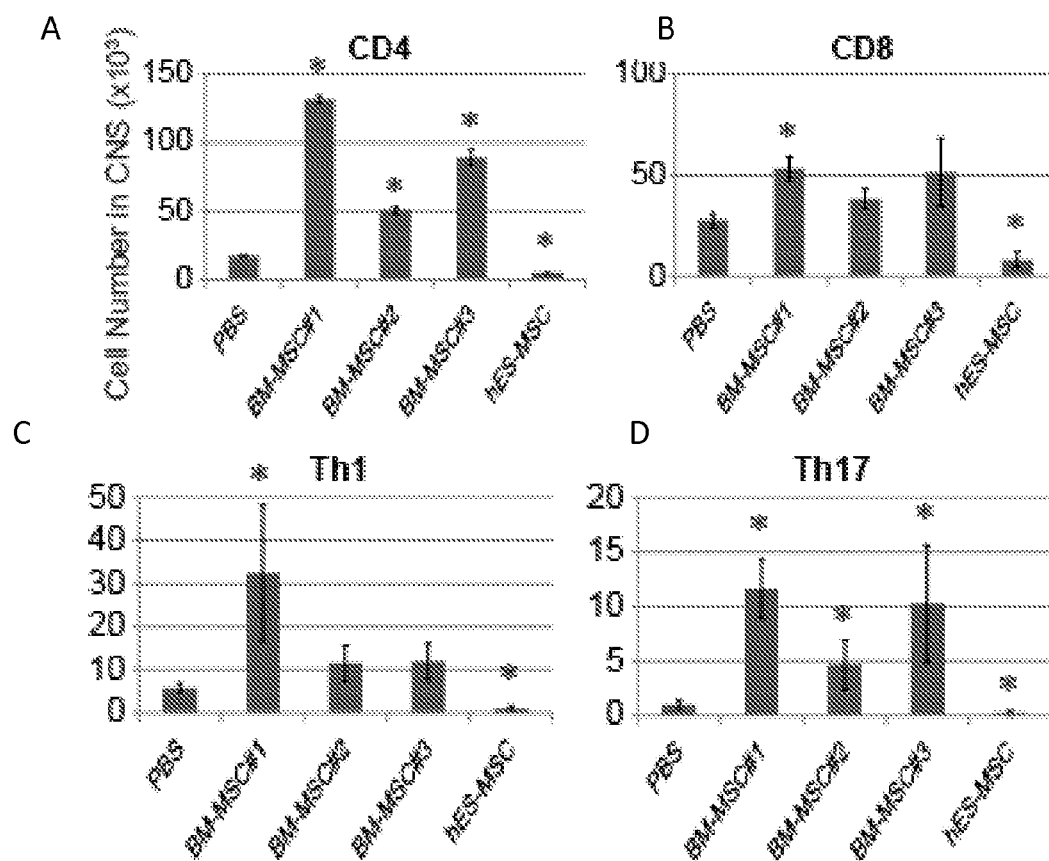 A
CD4
Cell Number in CNS (x10³)
150
100
50
0
*
*
*
*
PBS
BM-MSC#1
BM-MSC#2
BM-MSC#3
hES-MSC
B
CD8
100
50
0
*
*
PBS
BM-MSC#1
BM-MSC#2
BM-MSC#3
hES-MSC
C
Th1
50
40
30
20
10
0
*
*
PBS
BM-MSC#1
BM-MSC#2
BM-MSC#3
hES-MSC
D
Th17
20
15
10
5
0
*
*
*
*
PBS
BM-MSC#1
BM-MSC#2
BM-MSC#3
hES-MSC